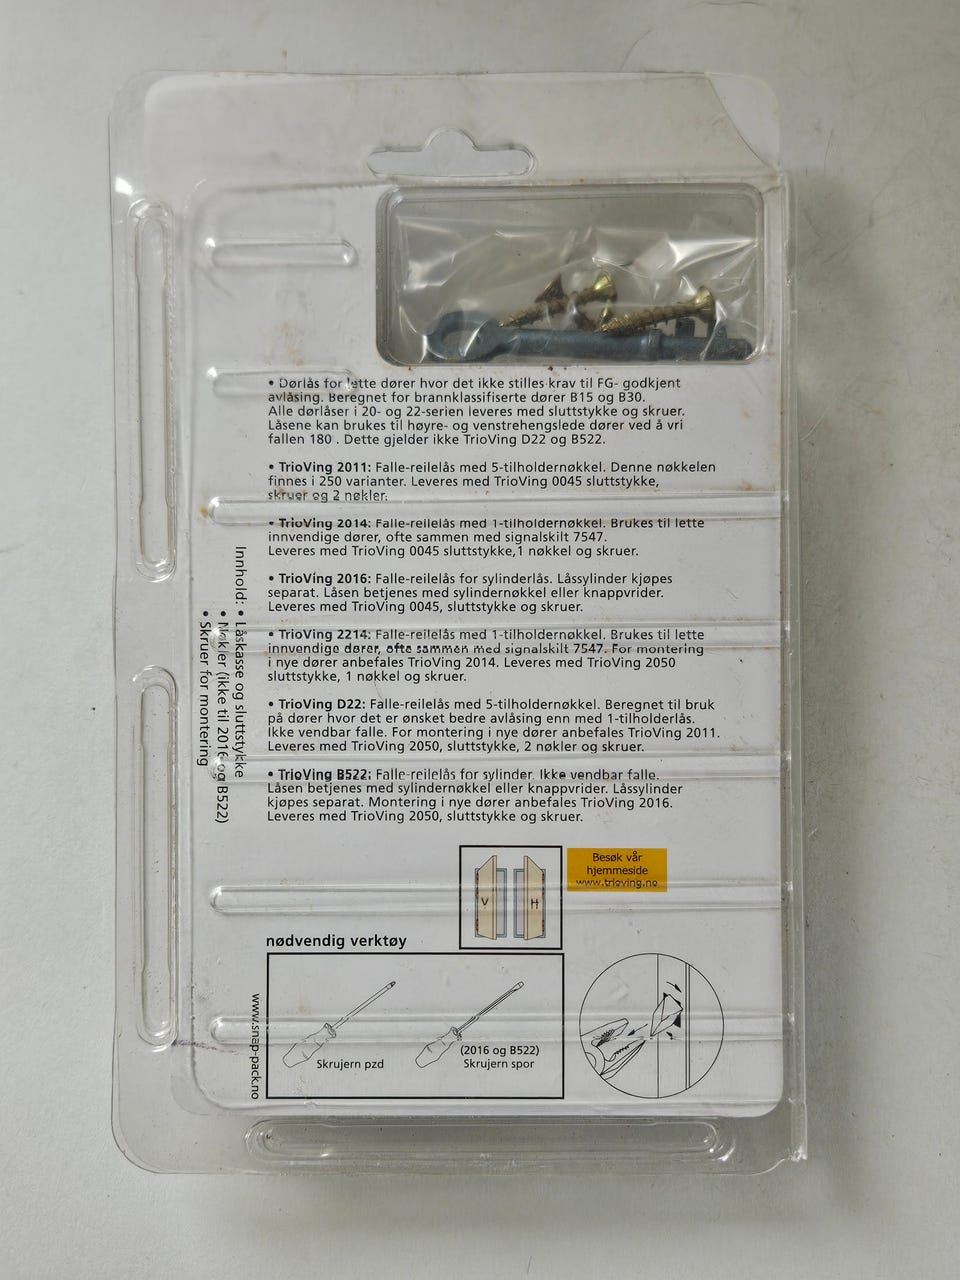 • Dørlås for lette dører hvor det ikke stilles krav til FG- godkjent
avlåsing. Beregnet for brannklassifiserte dører B15 og B30.
Alle dørlåser i 20- og 22-serien leveres med sluttstykke og skruer.
Låsene kan brukes til høyre- og venstrehengslede dører ved å vri
fallen 180 . Dette gjelder ikke TrioVing D22 og B522.
• TrioVing 2011: Falle-reilelås med 5-tilholdernøkkel. Denne nøkkelen
finnes i 250 varianter. Leveres med TrioVing 0045 sluttstykke,
skruer og 2 nøkler.
• TrioVing 2014: Falle-reilelås med 1-tilholdernøkkel. Brukes til lette
innvendige dører, ofte sammen med signalskilt 7547.
Leveres med TrioVing 0045 sluttstykke,1 nøkkel og skruer.
• TrioVing 2016: Falle-reilelås for sylinderlås. Låssylinder kjøpes
separat. Låsen betjenes med sylindernøkkel eller knappvrider.
Leveres med TrioVing 0045, sluttstykke og skruer.
• TrioVing 2214: Falle-reilelås med 1-tilholdernøkkel. Brukes til lette
innvendige dører, ofte sammen med signalskilt 7547. For montering
i nye dører anbefales TrioVing 2014. Leveres med TrioVing 2050
sluttstykke, 1 nøkkel og skruer.
• TrioVing D22: Falle-reilelås med 5-tilholdernøkkel. Beregnet til bruk
på dører hvor det er ønsket bedre avlåsing enn med 1-tilholderlås.
Ikke vendbar falle. For montering i nye dører anbefales TrioVing 2011.
Leveres med TrioVing 2050, sluttstykke, 2 nøkler og skruer.
• TrioVing B522: Falle-reilelås for sylinder. Ikke vendbar falle.
Låsen betjenes med sylindernøkkel eller knappvrider. Låssylinder
kjøpes separat. Montering i nye dører anbefales TrioVing 2016.
Leveres med TrioVing 2050, sluttstykke og skruer.
Innhold: • Låskasse og sluttstykke
• Nøkler (ikke til 2016 og B522)
• Skruer for montering
V
H
Besøk vår
hjemmeside
www.trioving.no
nødvendig verktøy
Skrujern pzd
(2016 og B522)
Skrujern spor
www.snap-pack.no